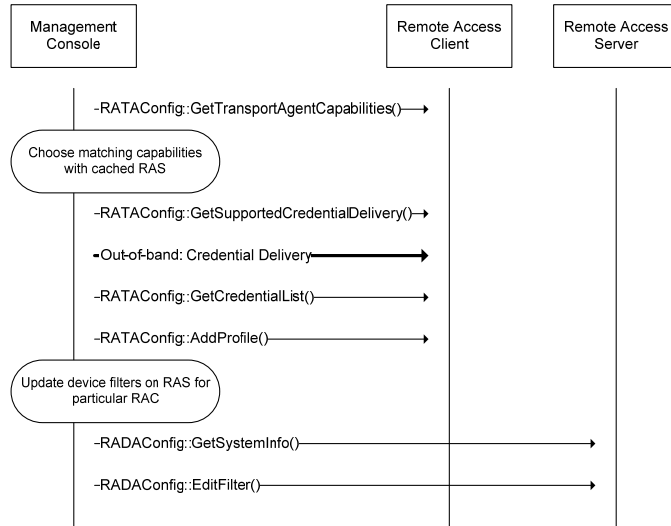 Management
Console
Remote Access
Client
Remote Access
Server
RATAConfig::GetTransportAgentCapabilities()
Choose matching capabilities
with cached RAS
RATAConfig::GetSupportedCredentialDelivery()
Out-of-band: Credential Delivery
RATAConfig::GetCredentialList()
RATAConfig::AddProfile()
Update device filters on RAS for
particular RAC
RADAConfig::GetSystemInfo()
RADAConfig::EditFilter()